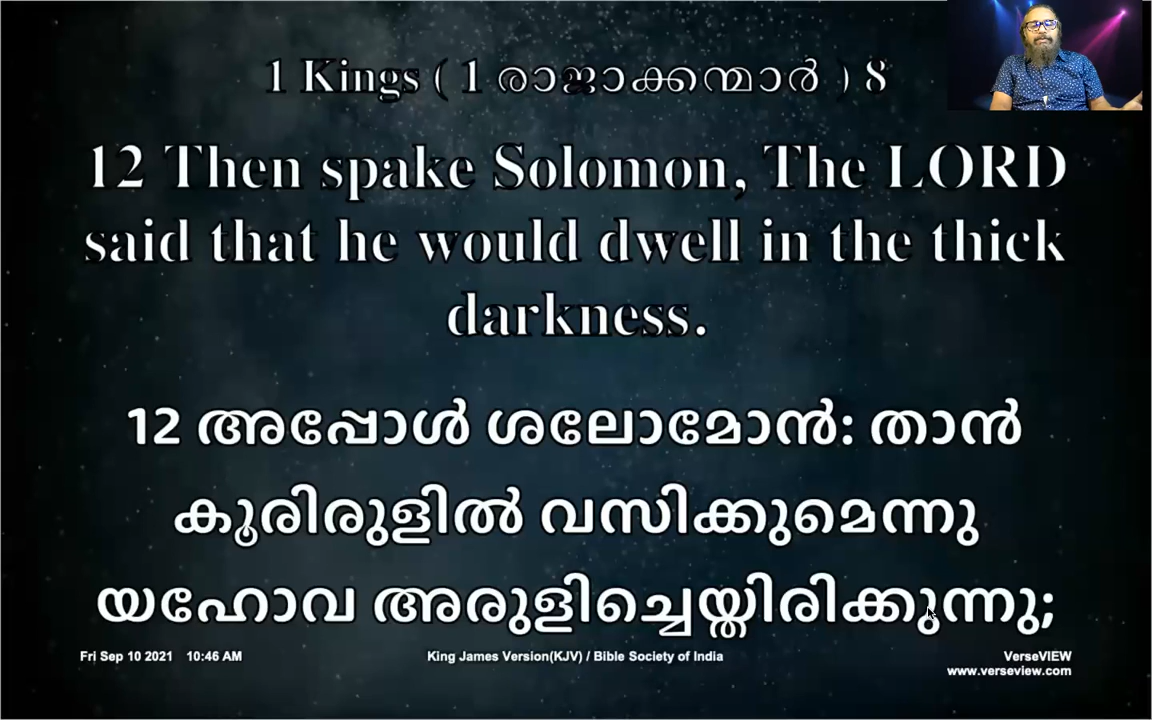 1 Kings ( 1 രാജാക്കന്മാർ ) 8
12 Then spake Solomon, The LORD
said that he would dwell in the thick
darkness.
12 അപ്പോൾ ശലോമോൻ: താൻ
കൂരിരുളിൽ വസിക്കുമെന്നു
യഹോവ അരുളിച്ചെയ്തിരിക്കുന്നു;
Fri Sep 10 2021 10:46 AM
King James Version(KJV) / Bible Society of India
VerseVIEW
www.verseview.com